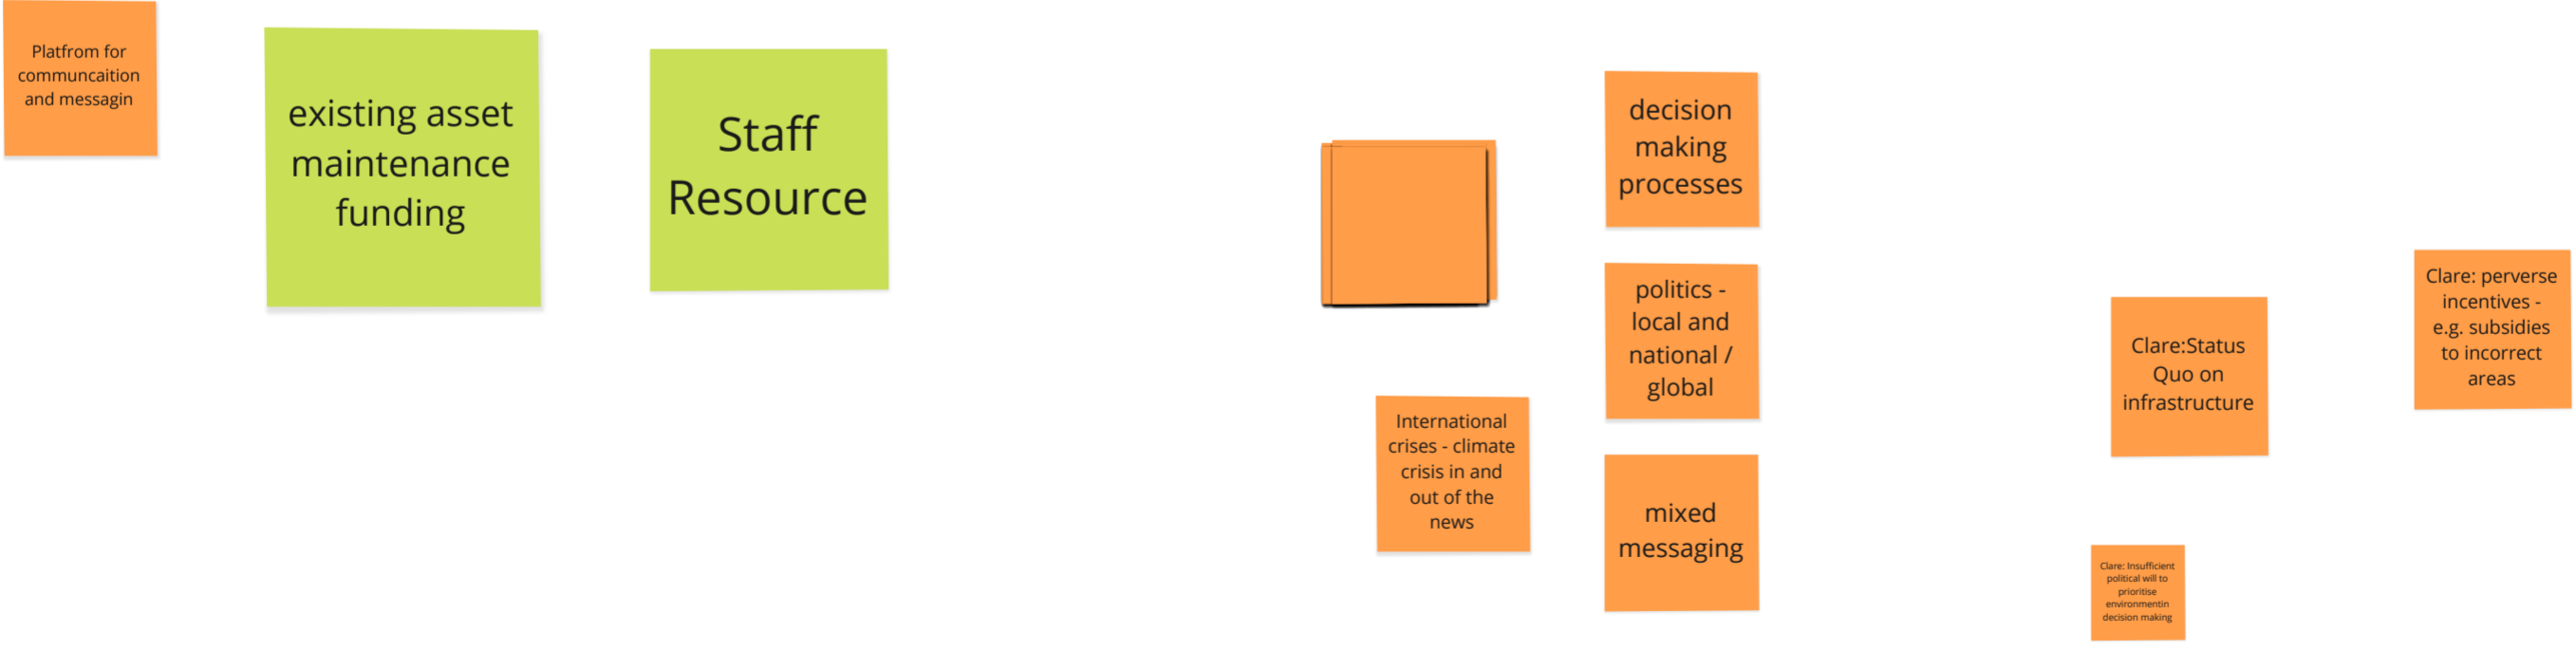 Platfrom for
communcaition
and messagin
existing asset
maintenance
funding
Staff
Resource
decision
making
processes
politics -
local and
national /
global
International
crises - climate
crisis in and
out of the
news
mixed
messaging
Clare:Status
Quo on
infrastructure
Clare: perverse
incentives -
e.g. subsidies
to incorrect
areas
Clare: Insufficient
political will to
prioritise
environmentin
decision making